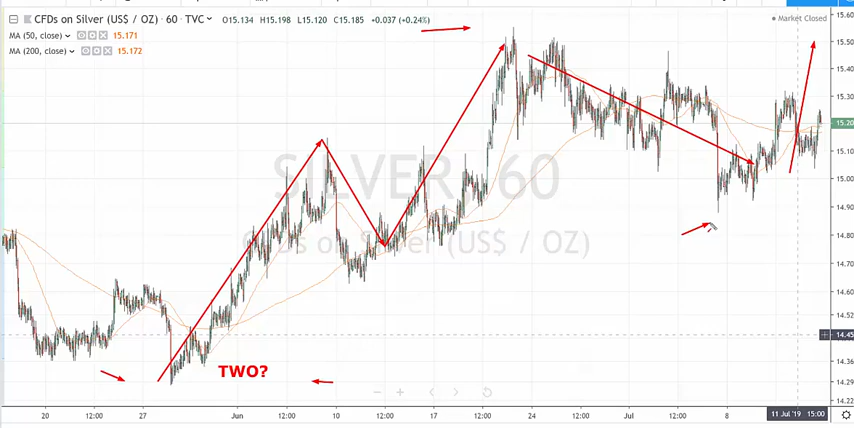 CFDs on Silver (US$ / OZ) · 60 · TVC O15.134 H15.198 L15.120 C15.185 +0.037 (+0.24%)
Market Closed
MA (50, close) 15.171
MA (200, close) 15.172
SILVER, 60
CFDs on Silver (US$ / OZ)
TWO?
15.60
15.50
15.40
15.30
15.20
15.10
15.00
14.90
14.80
14.70
14.60
14.50
14.45
14.36
14.29
14.22
20 12:00 27 Jun 12:00 10 12:00 17 12:00 24 12:00 Jul 8 11 Jul '19 15:00